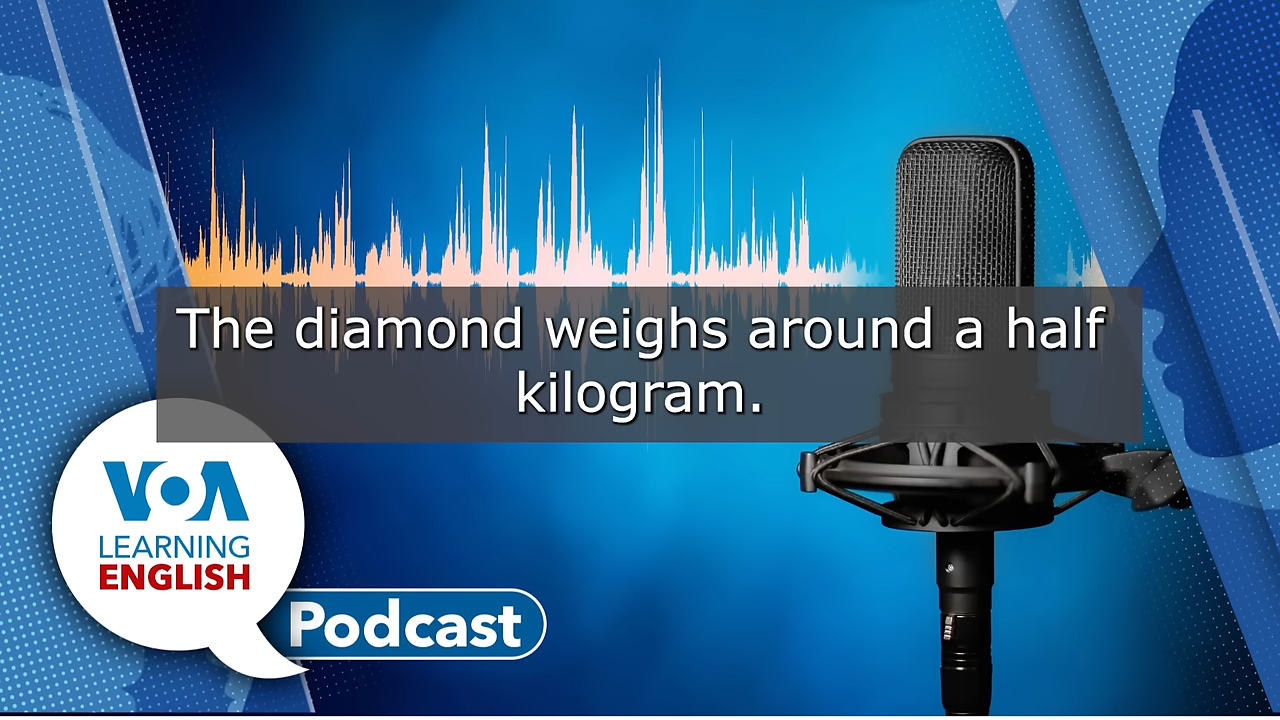 The diamond weighs around a half
kilogram.
VOA
LEARNING
ENGLISH
Podcast